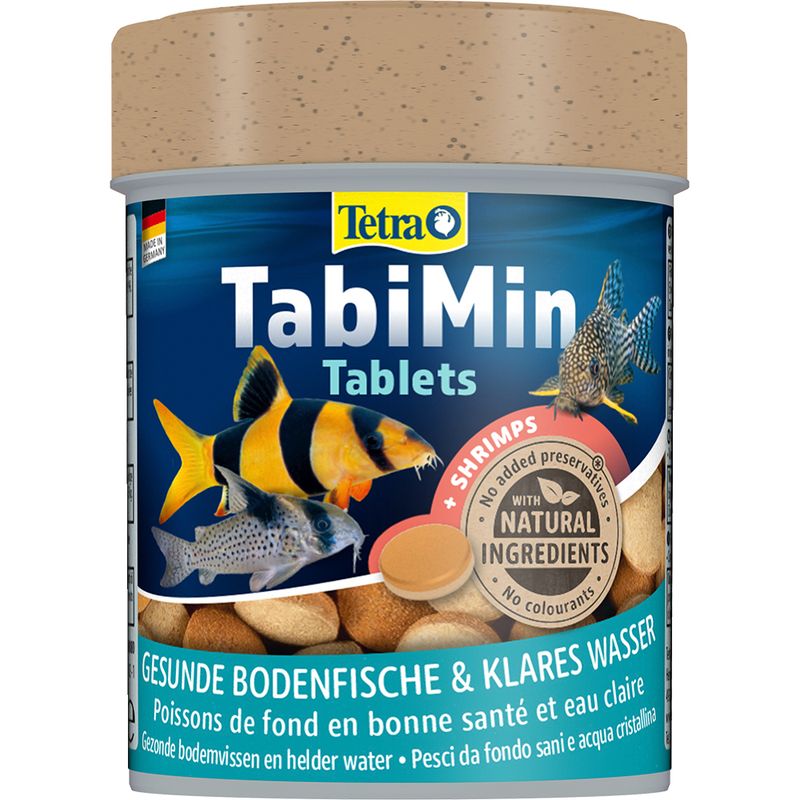 Tetra
MADE IN
GERMANY
TabiMin
Tablets
+ SHRIMPS
No added preservatives®
WITH
NATURAL
INGREDIENTS
No colourants
GESUNDE BODENFISCHE & KLARES WASSER
Poissons de fond en bonne santé et eau claire
Gezonde bodemvissen en helder water • Pesci da fondo sani e acqua cristallina